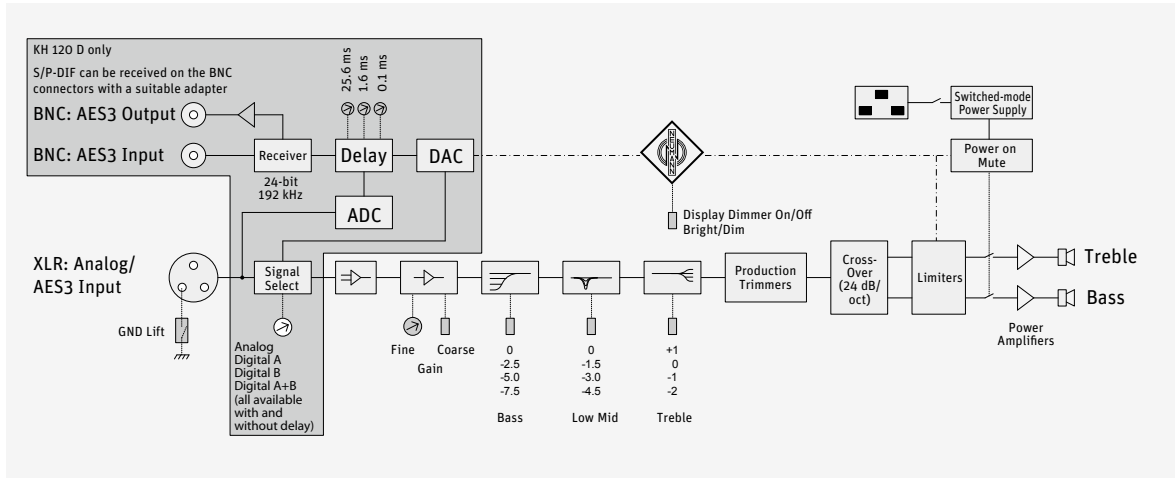 KH 120 D only
S/P-DIF can be received on the BNC
connectors with a suitable adapter
25.6 ms
1.6 ms
0.1 ms
BNC: AES3 Output
BNC: AES3 Input
Receiver
24-bit
192 kHz
Delay
DAC
ADC
NEUMANN
Display Dimmer On/Off
Bright/Dim
Switched-mode
Power Supply
Power on
Mute
XLR: Analog/
AES3 Input
GND Lift
Signal
Select
Analog
Digital A
Digital B
Digital A+B
(all available
with and
without delay)
Fine
Coarse
Gain
0
-2.5
-5.0
-7.5
Bass
0
-1.5
-3.0
-4.5
Low Mid
+1
0
-1
-2
Treble
Production
Trimmers
Cross-
Over
(24 dB/
oct)
Limiters
Treble
Bass
Power
Amplifiers